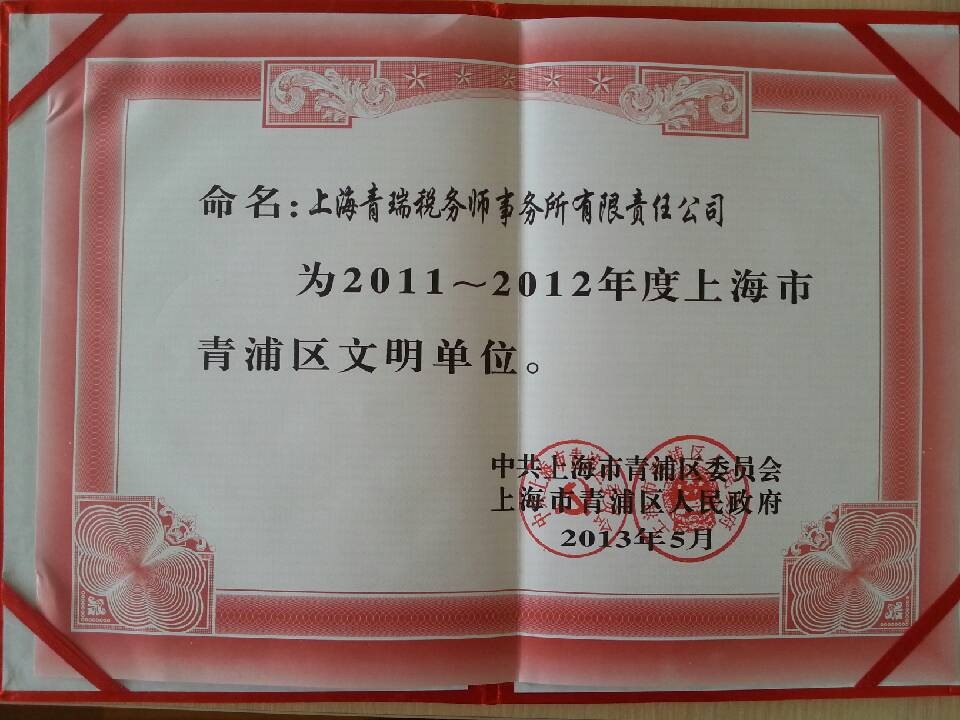 命名：上海青瑞税务师事务所有限责任公司
为2011～2012年度上海市
青浦区文明单位。
中共上海市青浦区委员会
上海市青浦区人民政府
2013年5月